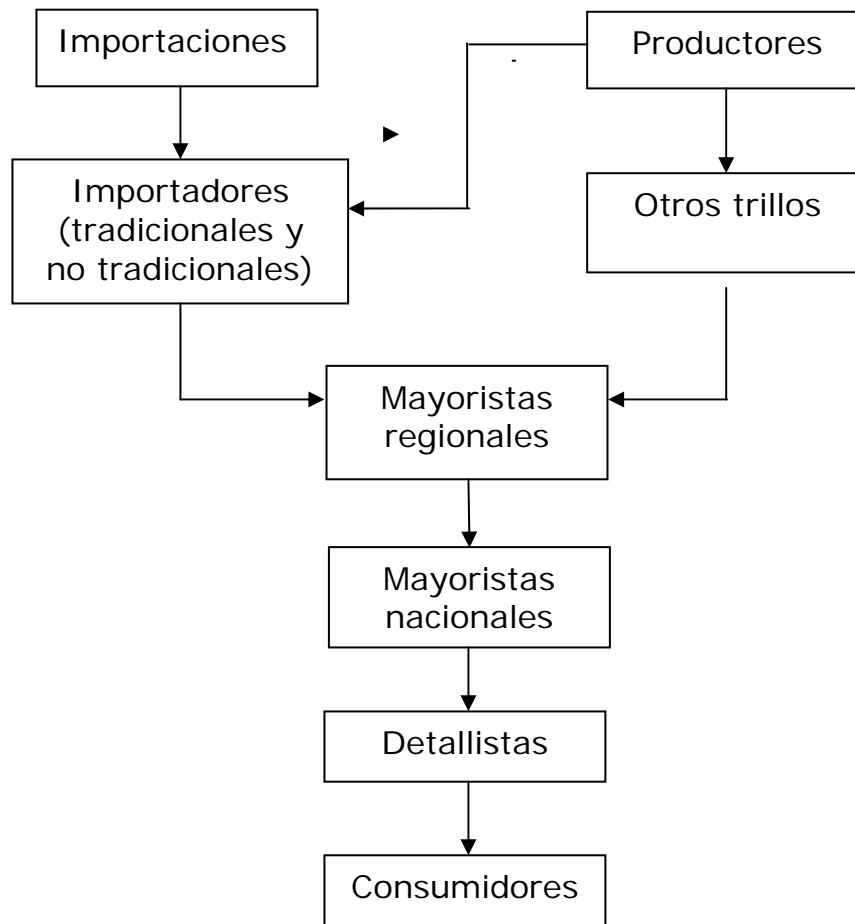 Importaciones
Productores
Importadores
(tradicionales y
no tradicionales)
Otros trillos
Mayoristas
regionales
Mayoristas
nacionales
Detallistas
Consumidores